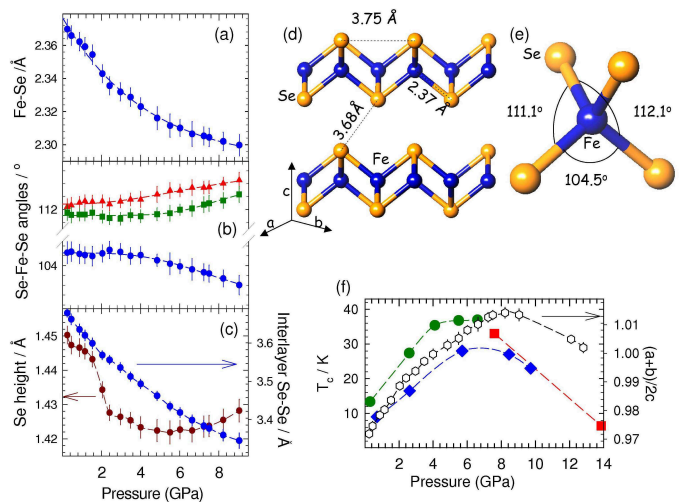 (a)
Fe-Se /Å
2.36
2.34
2.32
2.30
(b)
Se-Fe-Se angles / º
112
104
(c)
Se height / Å
1.45
1.44
1.43
1.42
Interlayer Se-Se / Å
3.6
3.5
3.4
0 2 4 6 8
Pressure (GPa)
(d)
3.75 Å
Se
2.37 Å
3.68 Å
Fe
c
a
b
(e)
Se
111.1º
112.1º
Fe
104.5º
(f)
T_c / K
40
30
20
10
(a+b)/2c
1.01
1.00
0.99
0.98
0.97
2 4 6 8 10 12 14
Pressure (GPa)